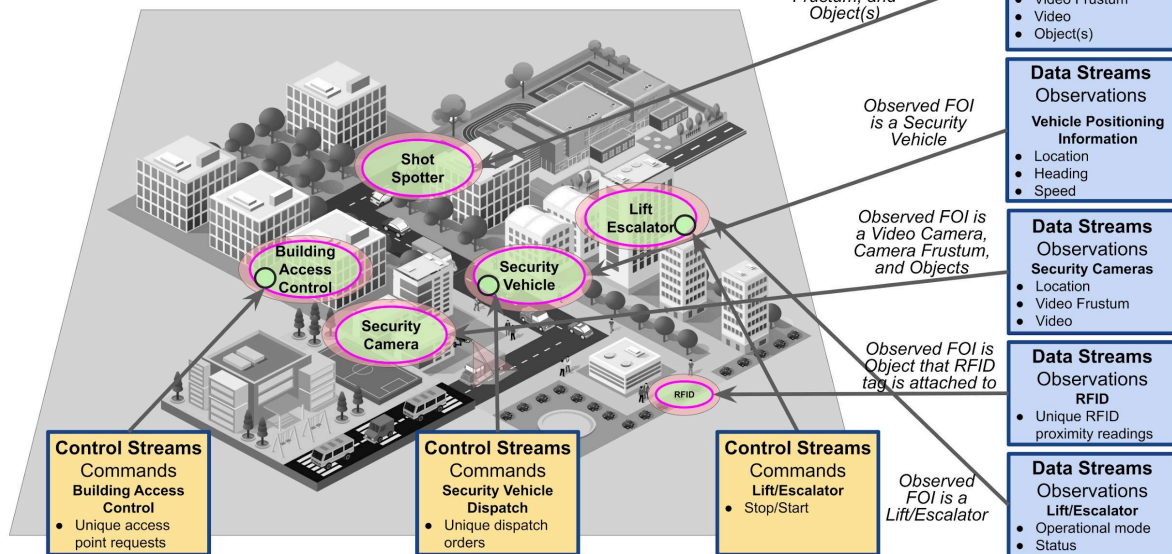 Frustum, and
Object(s)
● Video Frustum
● Video
● Object(s)
Data Streams
Observations
Vehicle Positioning
Information
● Location
● Heading
● Speed
Observed FOI
is a Security
Vehicle
Shot
Spotter
Lift
Escalator
Building
Access
Control
Security
Vehicle
Security
Camera
RFID
Observed FOI is
a Video Camera,
Camera Frustum,
and Objects
Data Streams
Observations
Security Cameras
● Location
● Video Frustum
● Video
Observed FOI is
Object that RFID
tag is attached to
Data Streams
Observations
RFID
● Unique RFID
proximity readings
Control Streams
Commands
Building Access
Control
● Unique access
point requests
Control Streams
Commands
Security Vehicle
Dispatch
● Unique dispatch
orders
Control Streams
Commands
Lift/Escalator
● Stop/Start
Observed
FOI is a
Lift/Escalator
Data Streams
Observations
Lift/Escalator
● Operational mode
● Status